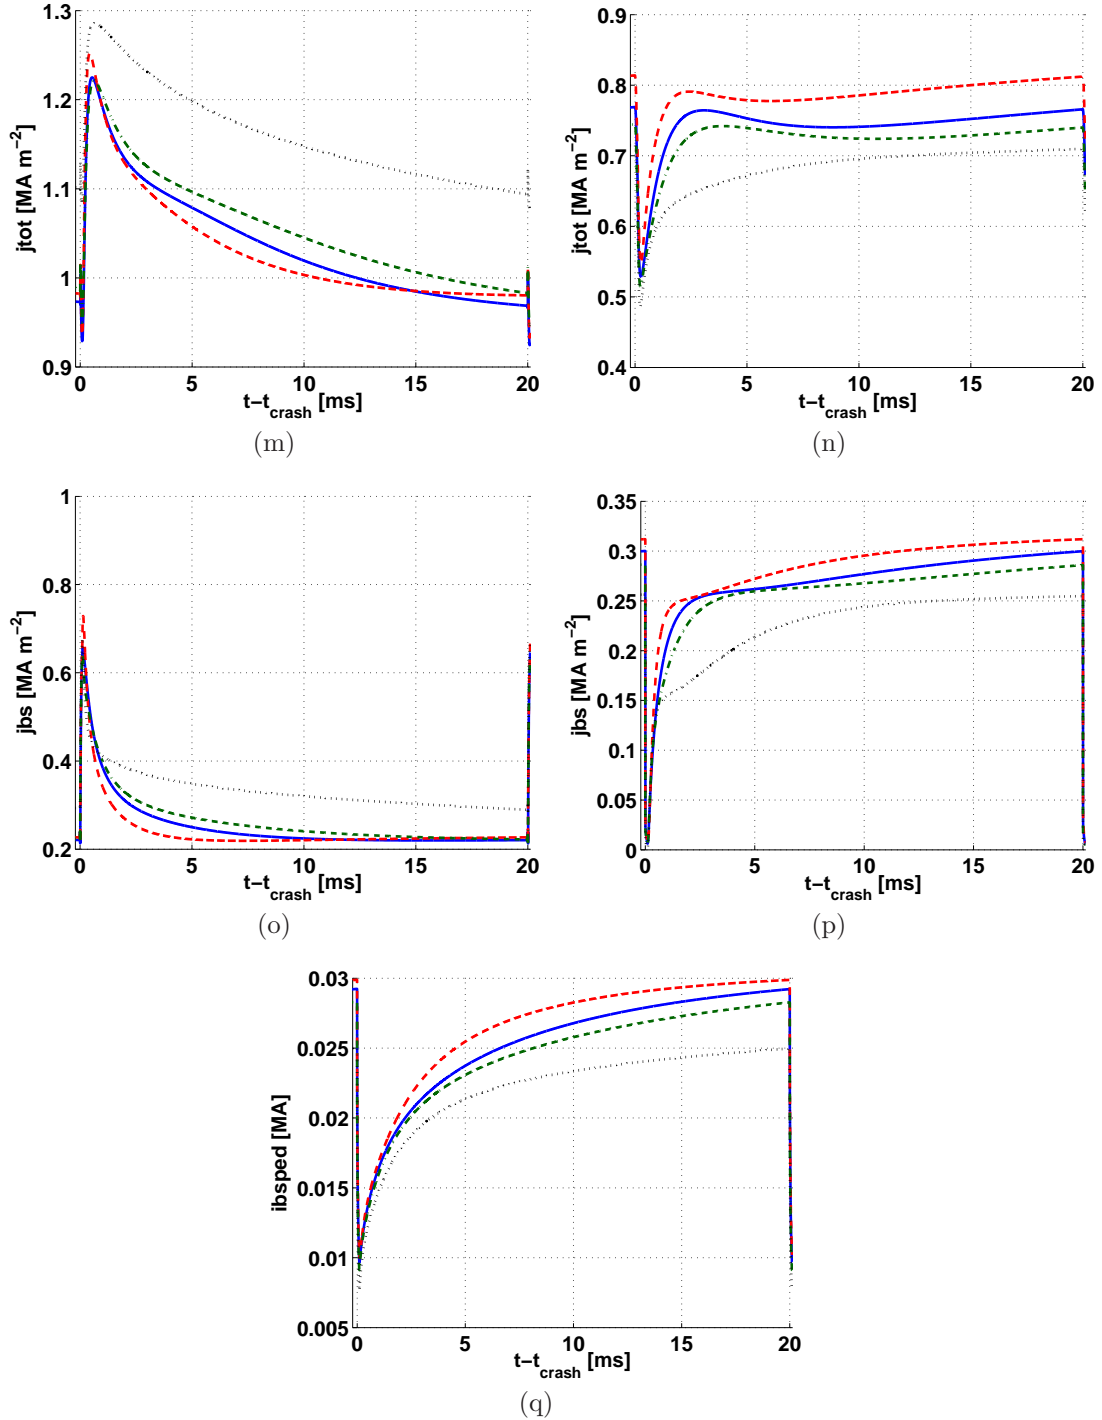 1.3
1.2
1.1
1
0.9
jtot [MA m⁻²]
0 5 10 15 20
t−t_crash [ms]
(m)
0.9
0.8
0.7
0.6
0.5
0.4
jtot [MA m⁻²]
0 5 10 15 20
t−t_crash [ms]
(n)
1
0.8
0.6
0.4
0.2
jbs [MA m⁻²]
0 5 10 15 20
t−t_crash [ms]
(o)
0.35
0.3
0.25
0.2
0.15
0.1
0.05
0
jbs [MA m⁻²]
0 5 10 15 20
t−t_crash [ms]
(p)
0.03
0.025
0.02
0.015
0.01
0.005
ibsped [MA]
0 5 10 15 20
t−t_crash [ms]
(q)